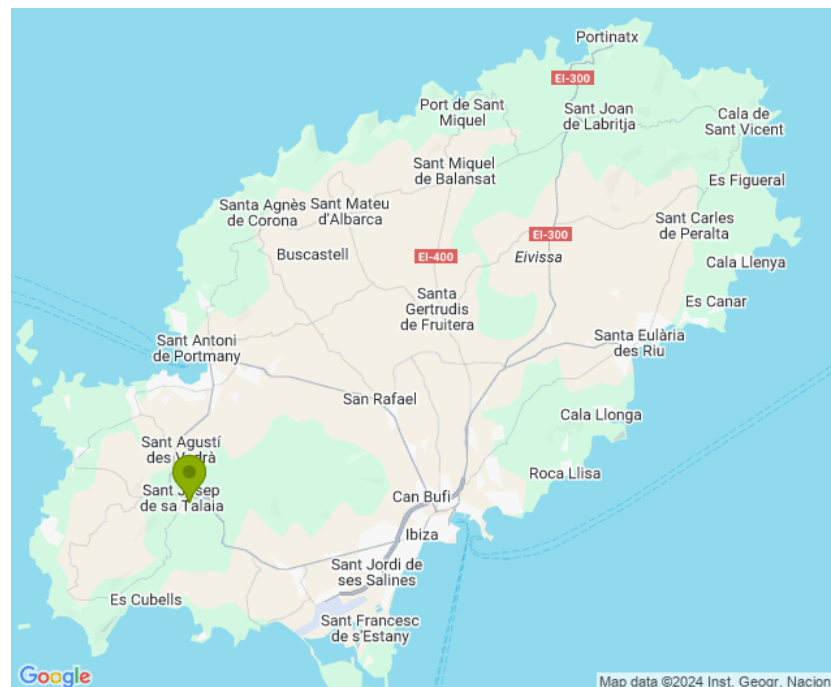 Portinatx
EI-300
Port de Sant
Miquel
Sant Joan
de Labritja
Cala de
Sant Vicent
Sant Miquel
de Balansat
Es Figueral
Santa Agnès
de Corona
Sant Mateu
d'Albarca
Sant Carles
de Peralta
EI-300
Buscastell
EI-400
Eivissa
Cala Llenya
Santa
Gertrudis
de Fruitera
Es Canar
Sant Antoni
de Portmany
Santa Eulària
des Riu
San Rafael
Cala Llonga
Sant Agustí
des Vedrà
Roca Llisa
Sant Josep
de sa Talaia
Can Bufí
Ibiza
Sant Jordi de
ses Salines
Es Cubells
Sant Francesc
de s'Estany
Google
Map data ©2024 Inst. Geogr. Nacion